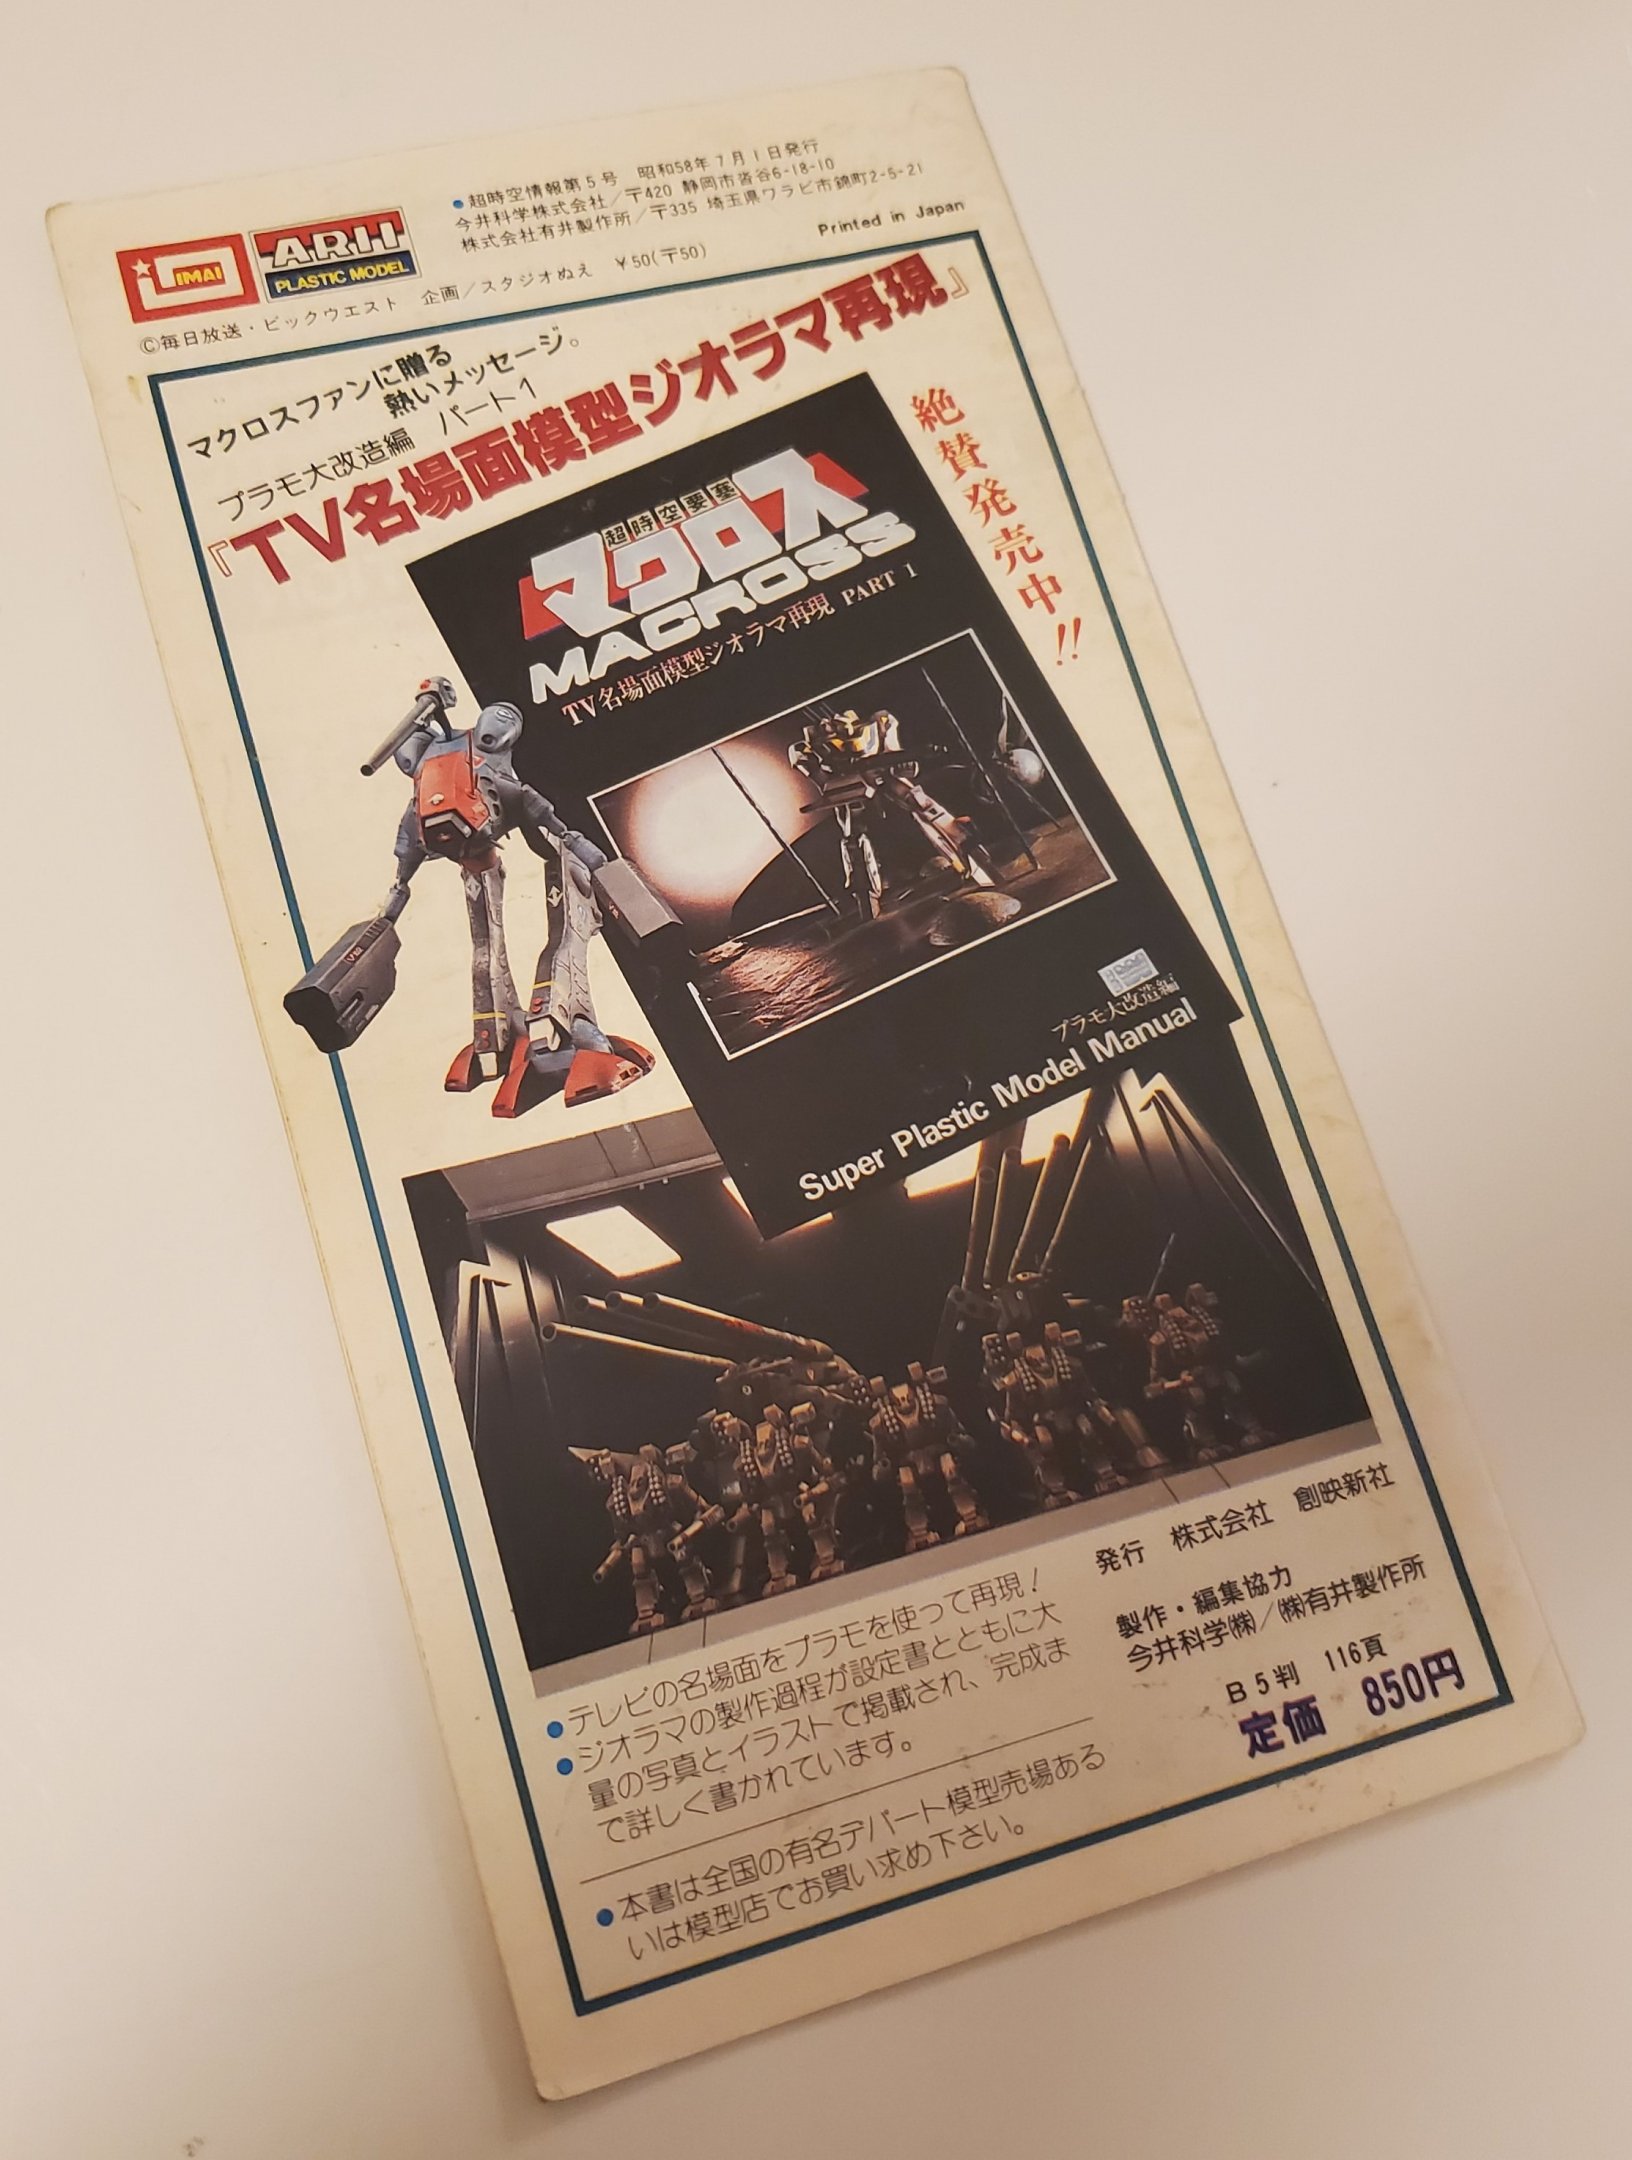 IMAI
ARII
PLASTIC MODEL
●超時空情報第5号 昭和58年7月1日発行
今井科学株式会社/〒420 静岡市沓谷6-18-10
株式会社有井製作所/〒335 埼玉県ワラビ市錦町2-5-21
Printed in Japan
©毎日放送・ビックウエスト 企画/スタジオぬえ ¥50(〒50)
マクロスファンに贈る
熱いメッセージ。
プラモ大改造編 パート1
『TV名場面模型ジオラマ再現』
絶賛発売中!!
超時空要塞
マクロス
MACROSS
TV名場面模型ジオラマ再現 PART 1
プラモ大改造編
Super Plastic Model Manual
発行 株式会社 創映新社
製作・編集協力
今井科学㈱/㈱有井製作所
B5判 116頁
定価 850円
●テレビの名場面をプラモを使って再現!
●ジオラマの製作過程が設定書とともに大
量の写真とイラストで掲載され、完成ま
で詳しく書かれています。
●本書は全国の有名デパート模型売場ある
いは模型店でお買い求め下さい。